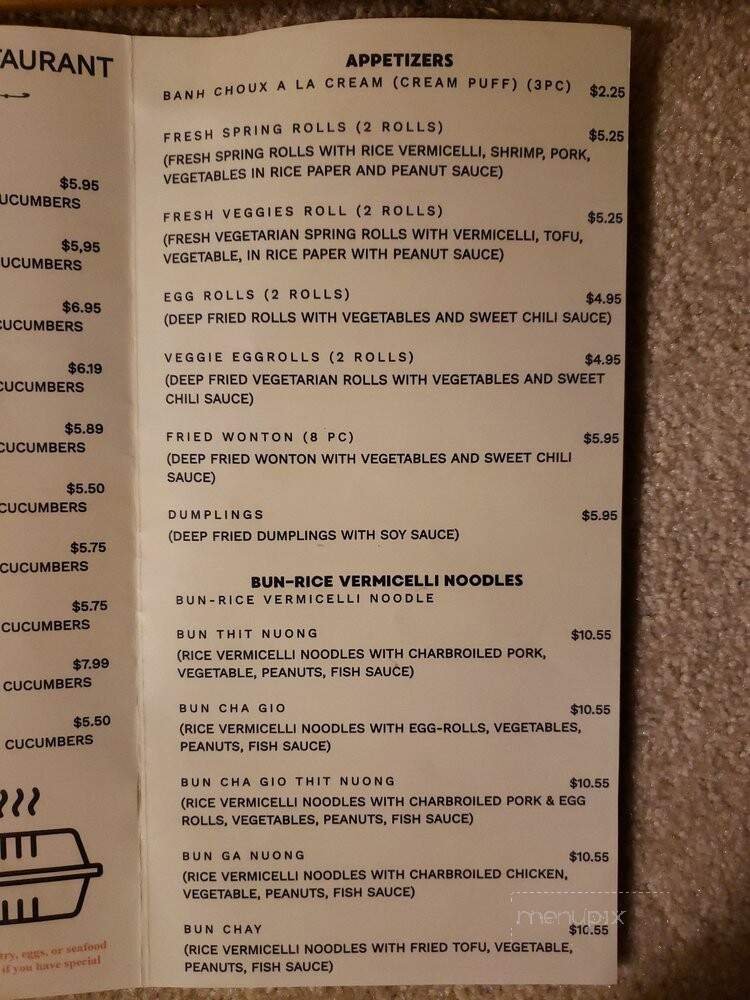 TAURANT
$5.95
UCUMBERS
$5,95
UCUMBERS
$6.95
CUCUMBERS
$6.19
CUCUMBERS
$5.89
CUCUMBERS
$5.50
CUCUMBERS
$5.75
CUCUMBERS
$5.75
CUCUMBERS
$7.99
CUCUMBERS
$5.50
CUCUMBERS
try, eggs, or seafood
if you have special
APPETIZERS
BANH CHOUX A LA CREAM (CREAM PUFF) (3PC) $2.25
FRESH SPRING ROLLS (2 ROLLS) $5.25
(FRESH SPRING ROLLS WITH RICE VERMICELLI, SHRIMP, PORK,
VEGETABLES IN RICE PAPER AND PEANUT SAUCE)
FRESH VEGGIES ROLL (2 ROLLS) $5.25
(FRESH VEGETARIAN SPRING ROLLS WITH VERMICELLI, TOFU,
VEGETABLE, IN RICE PAPER WITH PEANUT SAUCE)
EGG ROLLS (2 ROLLS) $4.95
(DEEP FRIED ROLLS WITH VEGETABLES AND SWEET CHILI SAUCE)
VEGGIE EGGROLLS (2 ROLLS) $4.95
(DEEP FRIED VEGETARIAN ROLLS WITH VEGETABLES AND SWEET
CHILI SAUCE)
FRIED WONTON (8 PC) $5.95
(DEEP FRIED WONTON WITH VEGETABLES AND SWEET CHILI
SAUCE)
DUMPLINGS $5.95
(DEEP FRIED DUMPLINGS WITH SOY SAUCE)
BUN-RICE VERMICELLI NOODLES
BUN-RICE VERMICELLI NOODLE
BUN THIT NUONG $10.55
(RICE VERMICELLI NOODLES WITH CHARBROILED PORK,
VEGETABLE, PEANUTS, FISH SAUCE)
BUN CHA GIO $10.55
(RICE VERMICELLI NOODLES WITH EGG-ROLLS, VEGETABLES,
PEANUTS, FISH SAUCE)
BUN CHA GIO THIT NUONG $10.55
(RICE VERMICELLI NOODLES WITH CHARBROILED PORK & EGG
ROLLS, VEGETABLES, PEANUTS, FISH SAUCE)
BUN GA NUONG $10.55
(RICE VERMICELLI NOODLES WITH CHARBROILED CHICKEN,
VEGETABLE, PEANUTS, FISH SAUCE)
BUN CHAY $10.55
(RICE VERMICELLI NOODLES WITH FRIED TOFU, VEGETABLE,
PEANUTS, FISH SAUCE)
menupix